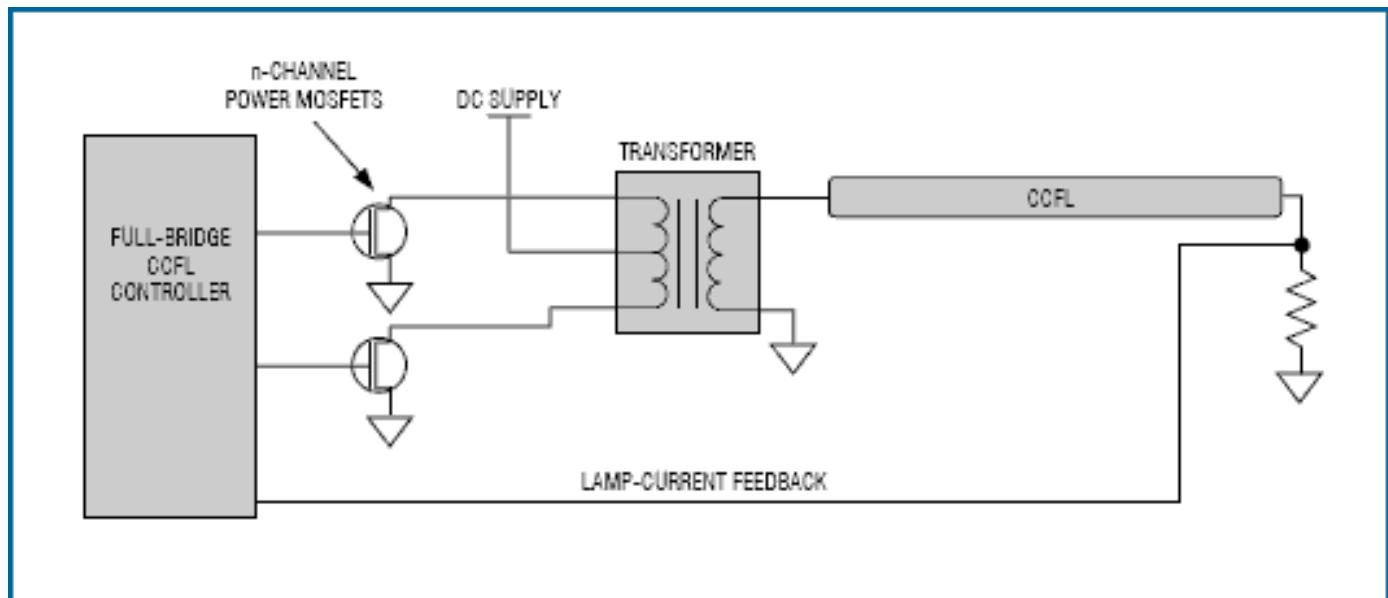 n-CHANNEL
POWER MOSFETS
DC SUPPLY
TRANSFORMER
CCFL
FULL-BRIDGE
CCFL
CONTROLLER
LAMP-CURRENT FEEDBACK